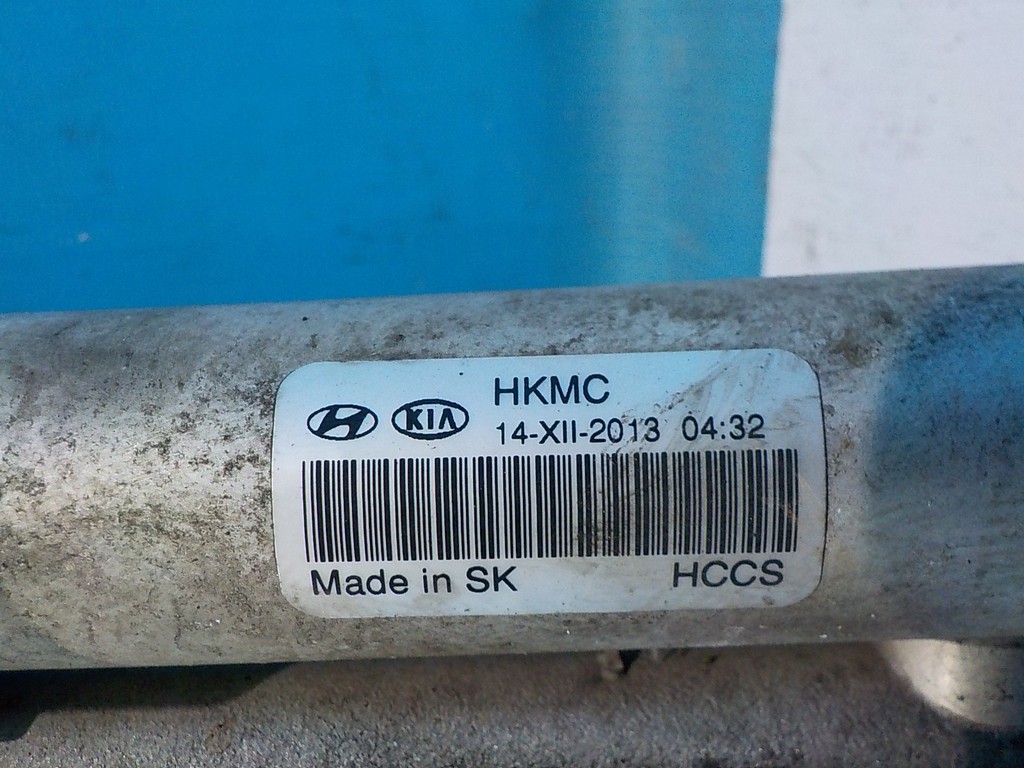 HKMC
KIA
14-XII-2013 04:32
Made in SK HCCS